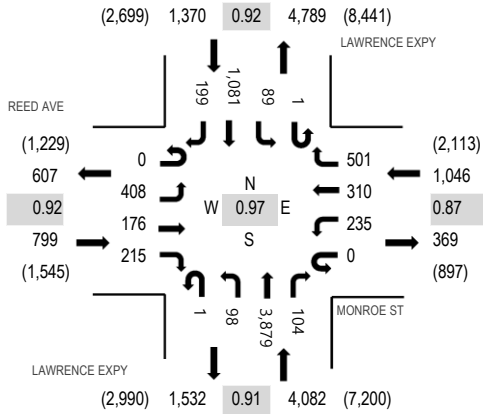 (2,699) 1,370 0.92 4,789 (8,441)
LAWRENCE EXPY
199 1,081 89 1
REED AVE
(1,229)
607
0.92
799
(1,545)
0
408
176
215
N
W 0.97 E
S
501
310
235
0
(2,113)
1,046
0.87
369
(897)
1 98 3,879 104
MONROE ST
LAWRENCE EXPY
(2,990) 1,532 0.91 4,082 (7,200)